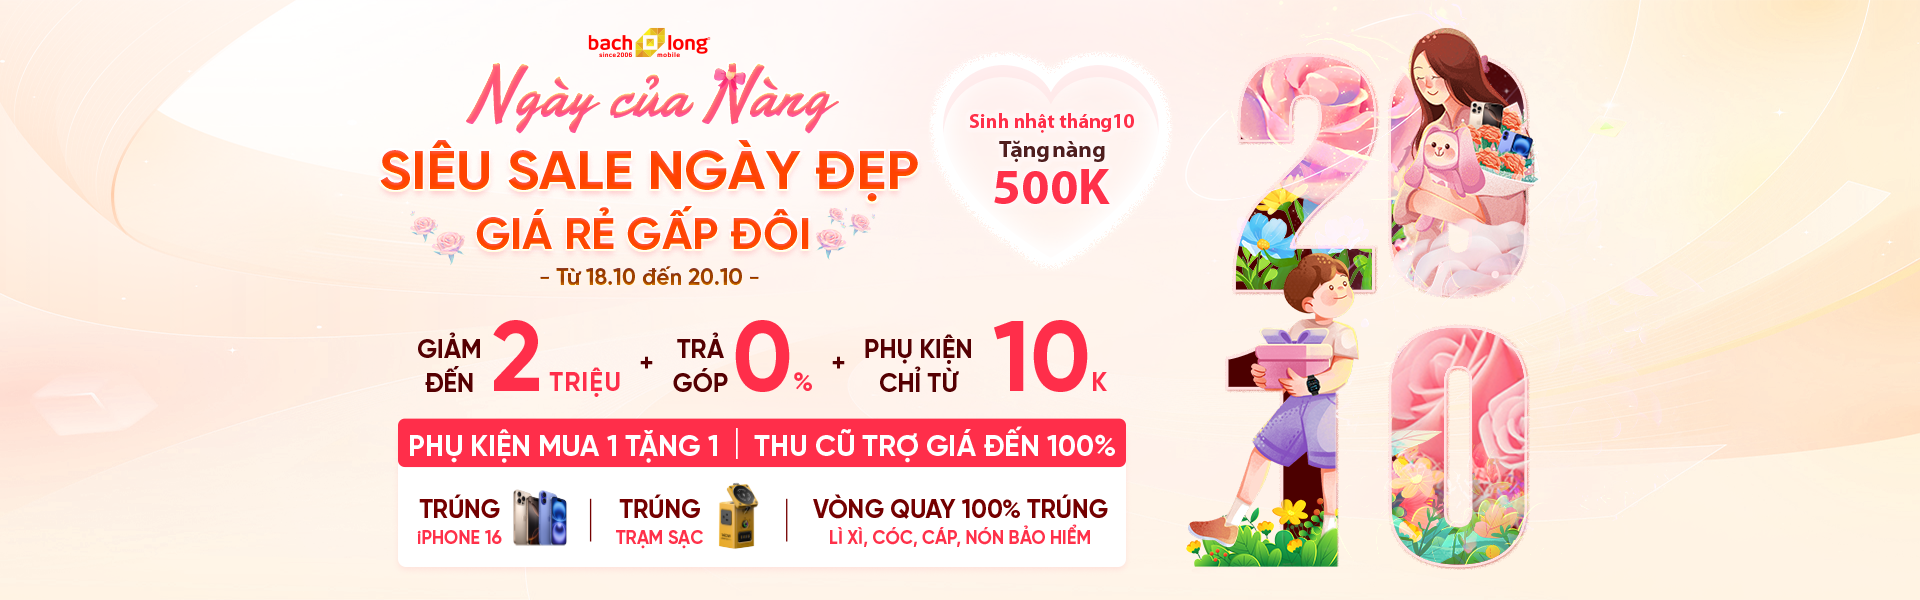 bach long
since2006 mobile
Ngày của Nàng
SIÊU SALE NGÀY ĐẸP
GIÁ RẺ GẤP ĐÔI
- Từ 18.10 đến 20.10 -
Sinh nhật tháng10
Tặng nàng
500K
20
10
GIẢM ĐẾN 2 TRIỆU
+
TRẢ GÓP 0%
+
PHỤ KIỆN CHỈ TỪ 10K
PHỤ KIỆN MUA 1 TẶNG 1 | THU CŨ TRỢ GIÁ ĐẾN 100%
TRÚNG
iPHONE 16
TRÚNG
TRẠM SẠC
VÒNG QUAY 100% TRÚNG
LÌ XÌ, CÓC, CÁP, NÓN BẢO HIỂM